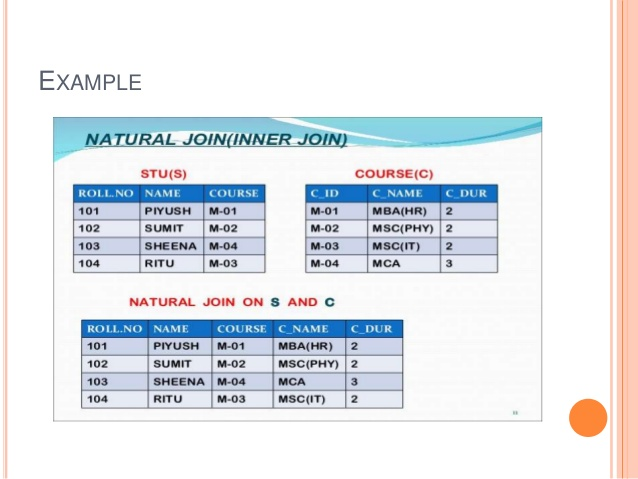 EXAMPLE
NATURAL JOIN(INNER JOIN)
STU(S) COURSE(C)
ROLL.NO NAME COURSE C_ID C_NAME C_DUR
101 PIYUSH M-01 M-01 MBA(HR) 2
102 SUMIT M-02 M-02 MSC(PHY) 2
103 SHEENA M-04 M-03 MSC(IT) 2
104 RITU M-03 M-04 MCA 3
NATURAL JOIN ON S AND C
ROLL.NO NAME COURSE C_NAME C_DUR
101 PIYUSH M-01 MBA(HR) 2
102 SUMIT M-02 MSC(PHY) 2
103 SHEENA M-04 MCA 3
104 RITU M-03 MSC(IT) 2